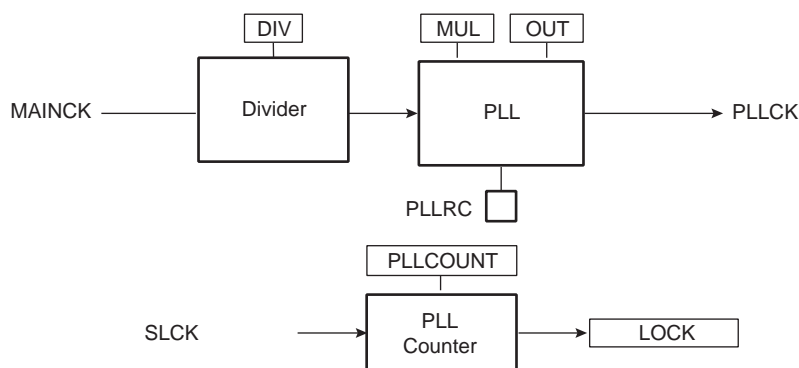 DIV
MUL
OUT
MAINCK
Divider
PLL
PLLCK
PLLRC
PLLCOUNT
SLCK
PLL
Counter
LOCK